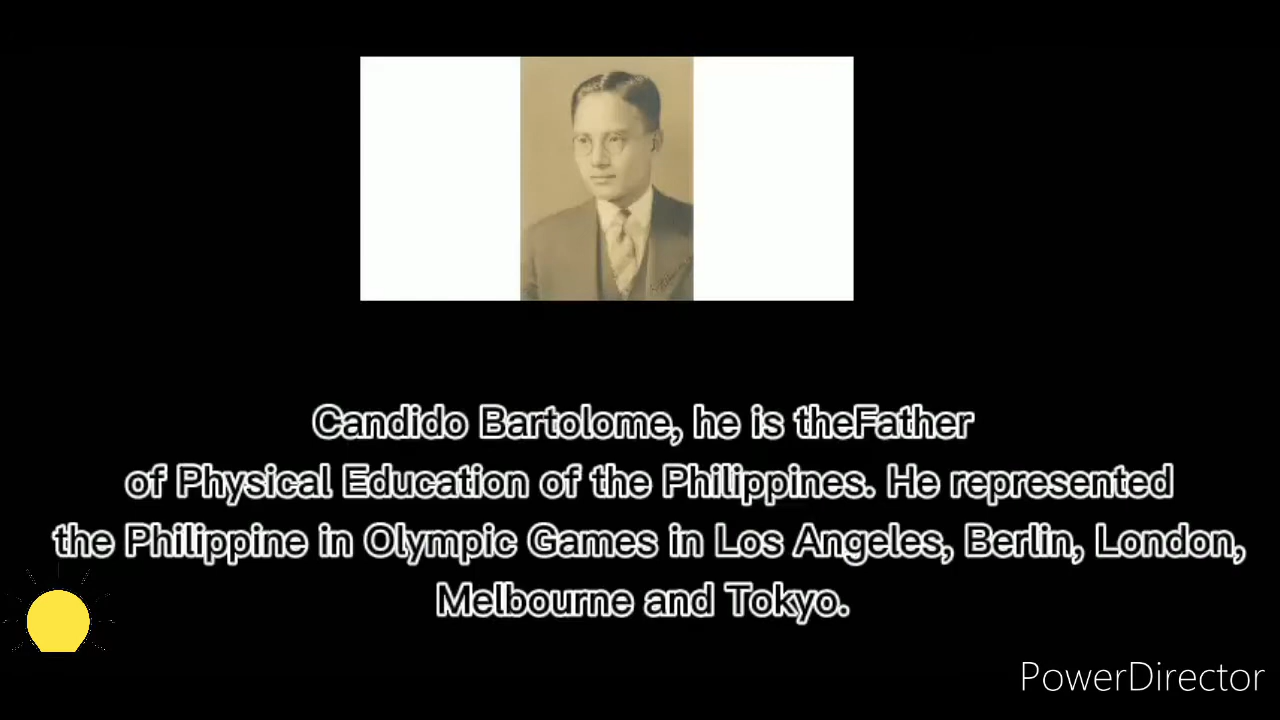 Candido Bartolome, he is theFather
of Physical Education of the Philippines. He represented
the Philippine in Olympic Games in Los Angeles, Berlin, London,
Melbourne and Tokyo.
PowerDirector